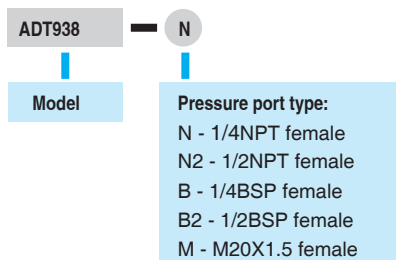 ADT938 N
Model
Pressure port type:
N - 1/4NPT female
N2 - 1/2NPT female
B - 1/4BSP female
B2 - 1/2BSP female
M - M20X1.5 female